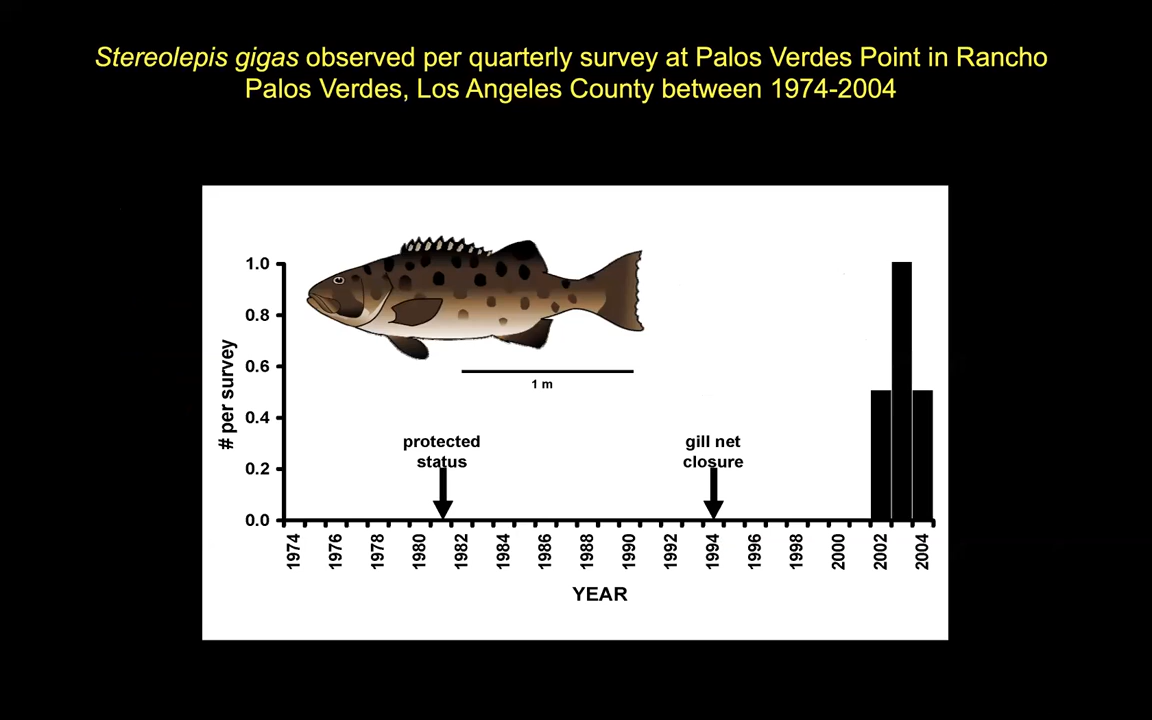 Stereolepis gigas observed per quarterly survey at Palos Verdes Point in Rancho
Palos Verdes, Los Angeles County between 1974-2004
1.0
0.8
0.6
0.4
0.2
0.0
# per survey
1 m
protected
status
gill net
closure
1974
1976
1978
1980
1982
1984
1986
1988
1990
1992
1994
1996
1998
2000
2002
2004
YEAR